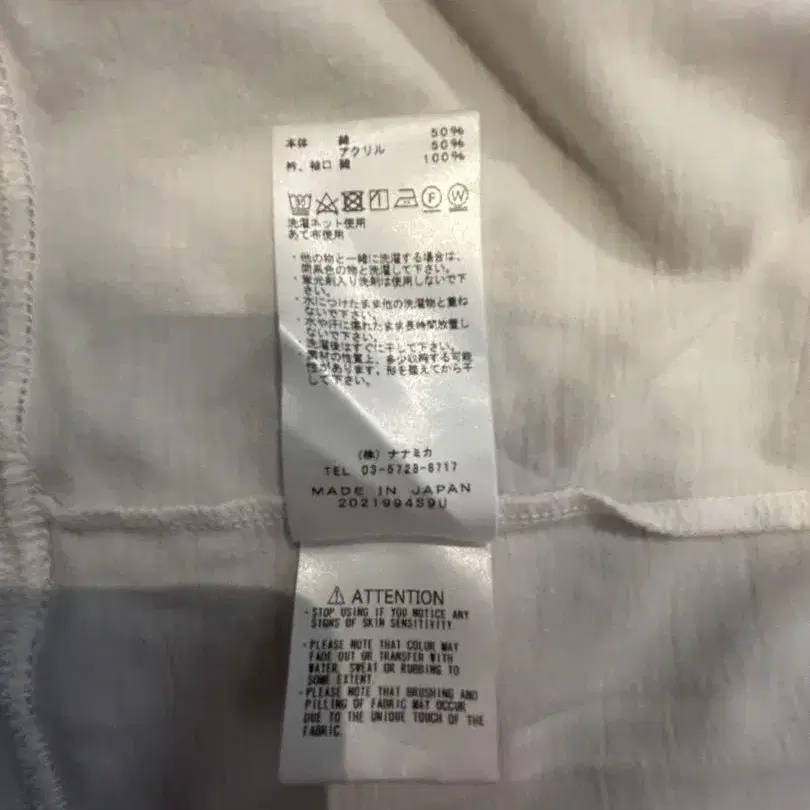 本体 綿 50%
アクリル 50%
衿、袖口 綿 100%
F W
洗濯ネット使用
あて布使用
・他の物と一緒に洗濯する場合は、
同系色の物と洗濯して下さい。
・蛍光剤入り洗剤は使用しないで下
さい。
・水につけたまま他の洗濯物と重ね
ないで下さい。
・水や汗に濡れたまま長時間放置し
ないで下さい。
・洗濯後はすぐに干して下さい。
・素材の性質上、多少収縮する可能
性があります。形を整えてから干
して下さい。
(株) ナナミカ
TEL 03-5728-6717
MADE IN JAPAN
2021994S9U
⚠ ATTENTION
・STOP USING IF YOU NOTICE ANY
SIGNS OF SKIN SENSITIVITY.
・PLEASE NOTE THAT COLOR MAY
FADE OUT OR TRANSFER WITH
WATER, SWEAT OR RUBBING TO
SOME EXTENT.
・PLEASE NOTE THAT BRUSHING AND
PILLING OF FABRIC MAY OCCUR
DUE TO THE UNIQUE TOUCH OF THE
FABRIC.